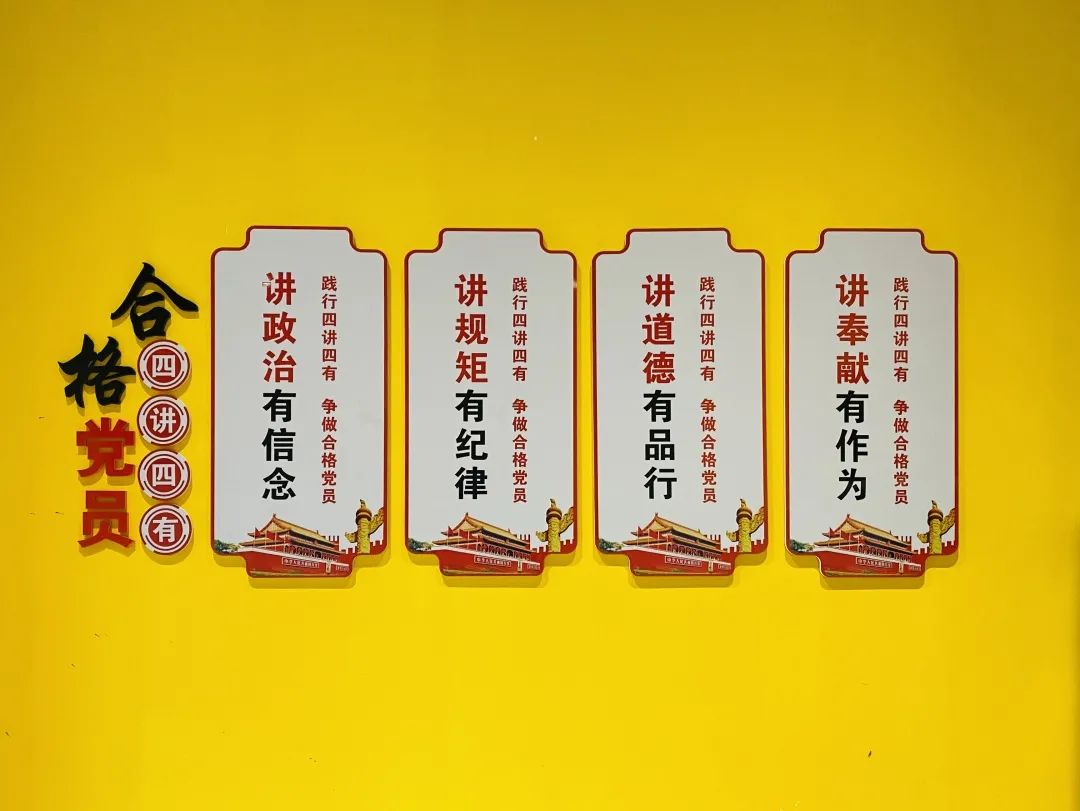 合格党员
四讲四有
讲政治有信念
践行四讲四有 争做合格党员
讲规矩有纪律
践行四讲四有 争做合格党员
讲道德有品行
践行四讲四有 争做合格党员
讲奉献有作为
践行四讲四有 争做合格党员